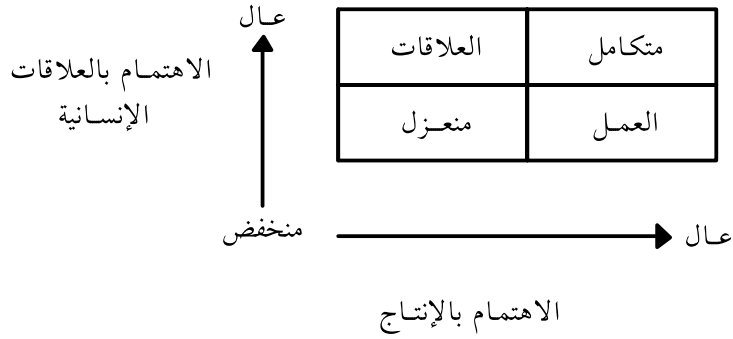 عال
الاهتمام بالعلاقات
الإنسانية
متكامل
العلاقات
العمل
منعزل
منخفض
عال
الاهتمام بالإنتاج